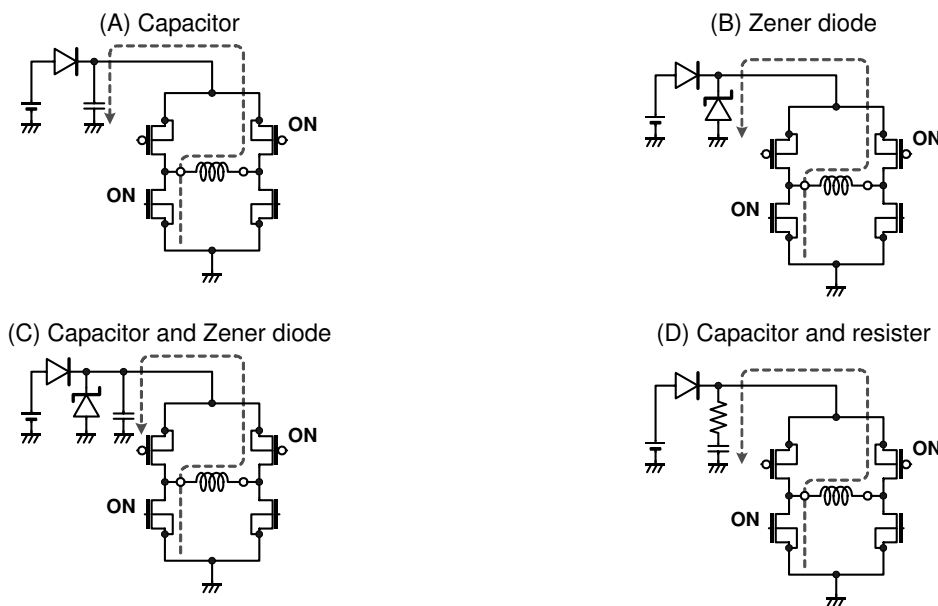 (A) Capacitor
(B) Zener diode
ON
ON
ON
ON
(C) Capacitor and Zener diode
(D) Capacitor and resister
ON
ON
ON
ON